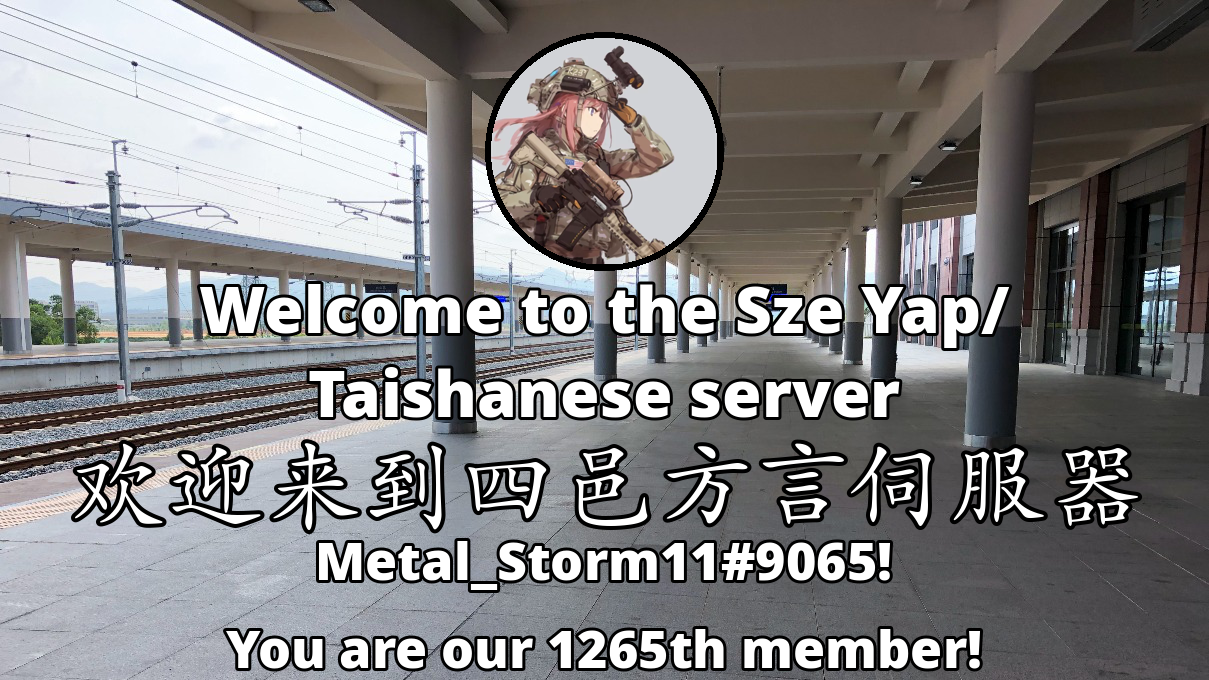 Welcome to the Sze Yap/
Taishanese server
欢迎来到四邑方言伺服器
Metal_Storm11#9065!
You are our 1265th member!